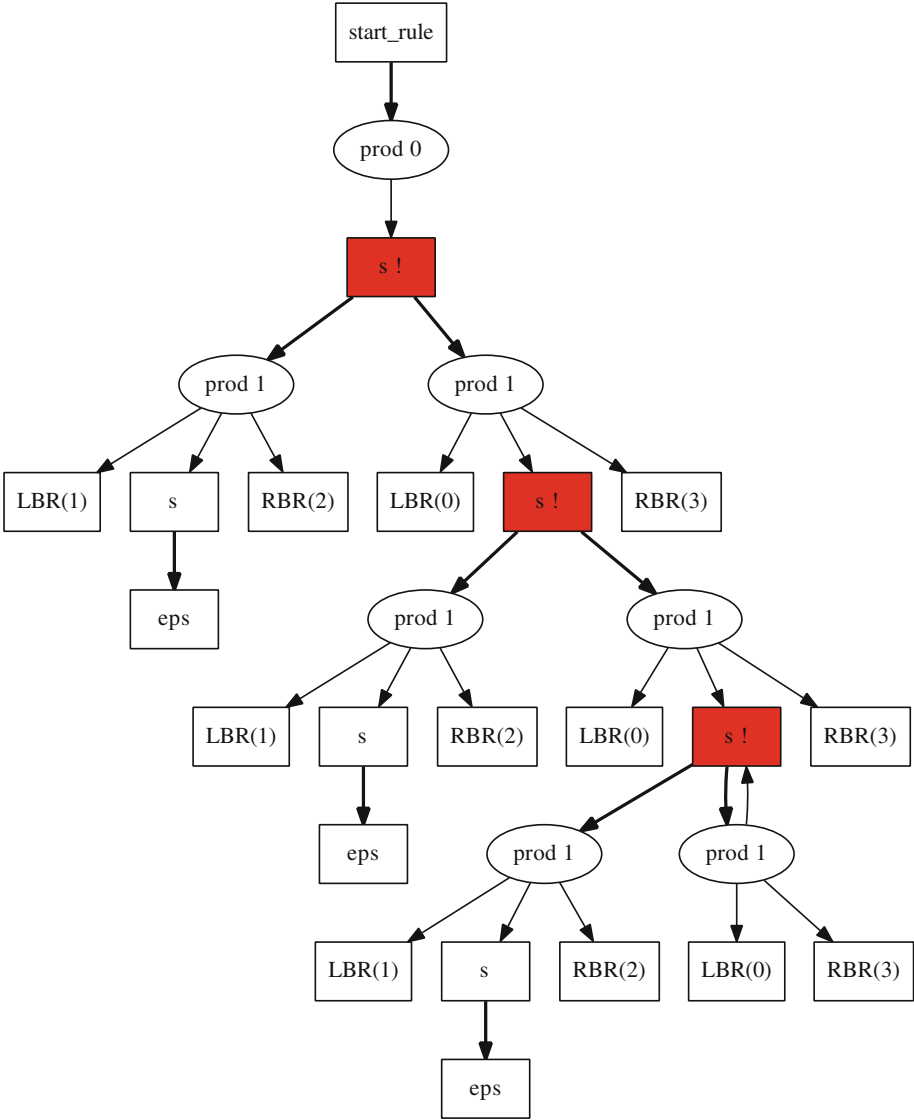 start_rule
prod 0
s !
prod 1 prod 1
LBR(1) s RBR(2) LBR(0) s ! RBR(3)
eps prod 1 prod 1
LBR(1) s RBR(2) LBR(0) s ! RBR(3)
eps prod 1 prod 1
LBR(1) s RBR(2) LBR(0) RBR(3)
eps